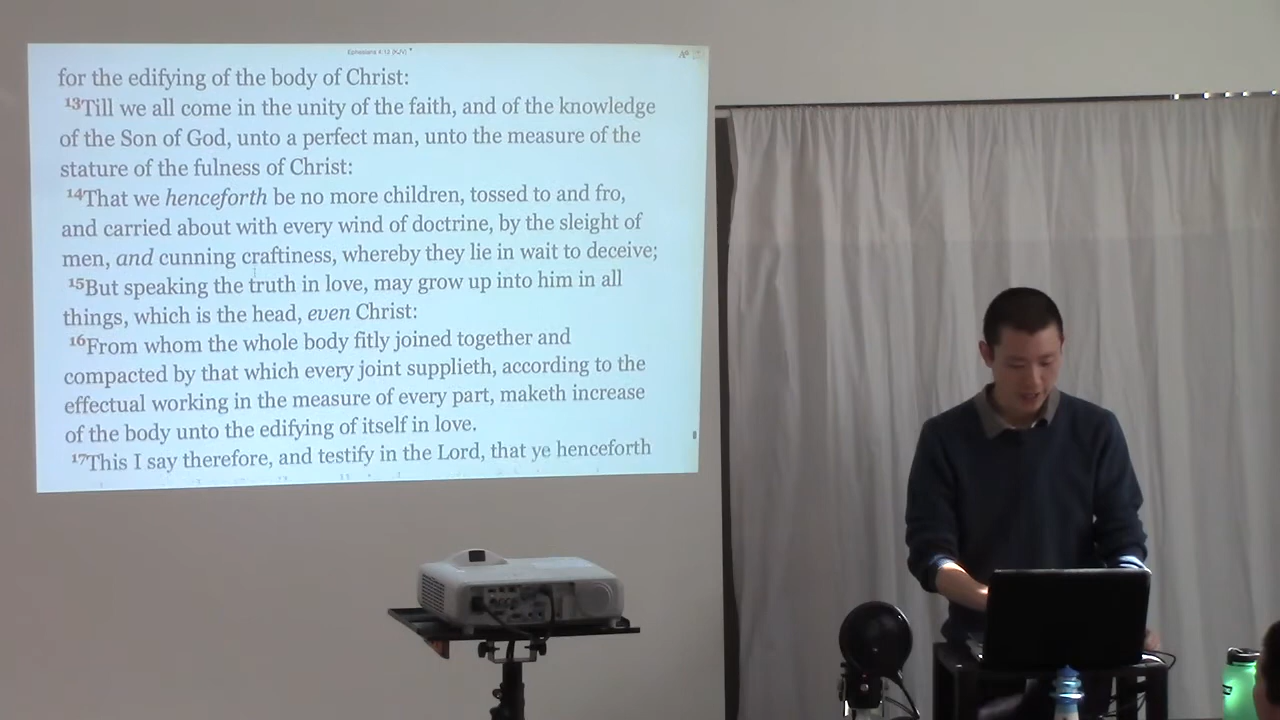 Ephesians 4:13 (KJV)
for the edifying of the body of Christ:
13Till we all come in the unity of the faith, and of the knowledge
of the Son of God, unto a perfect man, unto the measure of the
stature of the fulness of Christ:
14That we henceforth be no more children, tossed to and fro,
and carried about with every wind of doctrine, by the sleight of
men, and cunning craftiness, whereby they lie in wait to deceive;
15But speaking the truth in love, may grow up into him in all
things, which is the head, even Christ:
16From whom the whole body fitly joined together and
compacted by that which every joint supplieth, according to the
effectual working in the measure of every part, maketh increase
of the body unto the edifying of itself in love.
17This I say therefore, and testify in the Lord, that ye henceforth